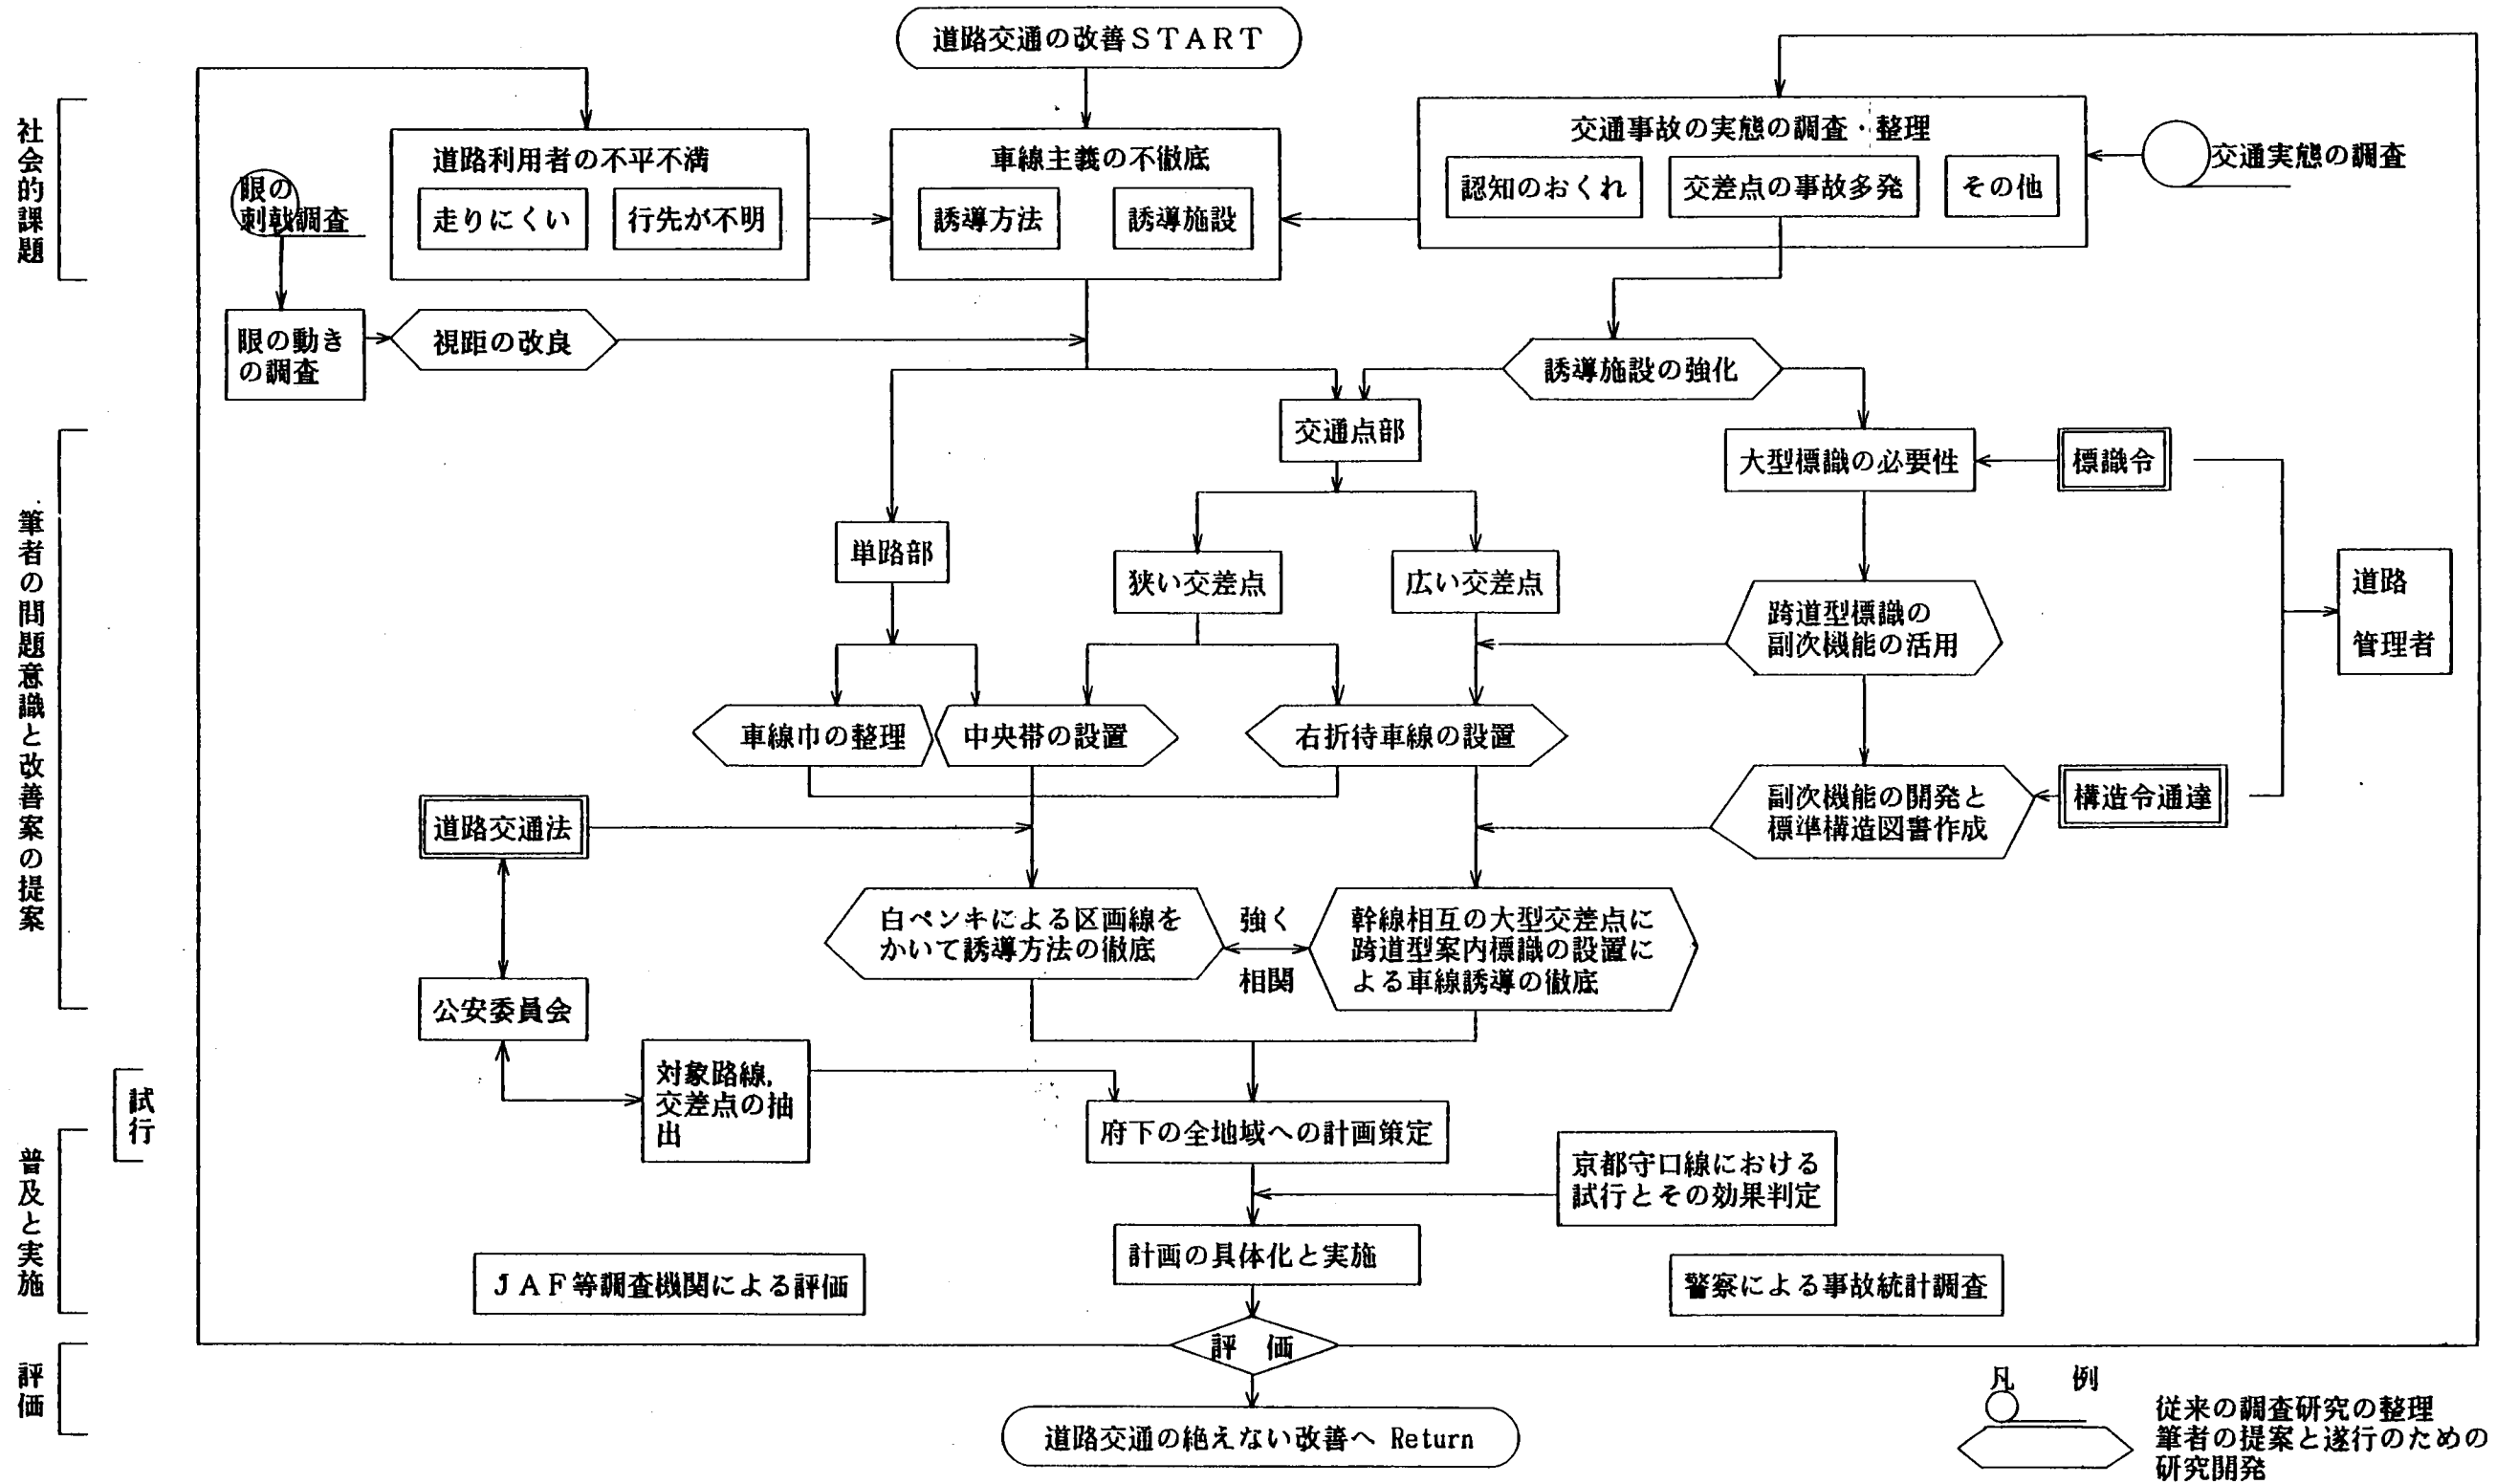 道路交通の改善START
社会的課題
道路利用者の不平不満
走りにくい
行先が不明
車線主義の不徹底
誘導方法
誘導施設
交通事故の実態の調査・整理
認知のおくれ
交差点の事故多発
その他
交通実態の調査
眼の
刺戟調査
眼の動き
の調査
視距の改良
誘導施設の強化
筆者の問題意識と改善案の提案
交通点部
大型標識の必要性
標識令
単路部
狭い交差点
広い交差点
跨道型標識の
副次機能の活用
道路
管理者
車線巾の整理
中央帯の設置
右折待車線の設置
道路交通法
副次機能の開発と
標準構造図書作成
構造令通達
白ペンキによる区画線を
かいて誘導方法の徹底
強く
相関
幹線相互の大型交差点に
跨道型案内標識の設置に
よる車線誘導の徹底
公安委員会
試行
対象路線,
交差点の抽
出
府下の全地域への計画策定
普及と実施
京都守口線における
試行とその効果判定
計画の具体化と実施
JAF等調査機関による評価
警察による事故統計調査
評価
評 価
道路交通の絶えない改善へ Return
凡 例
従来の調査研究の整理
筆者の提案と遂行のための
研究開発